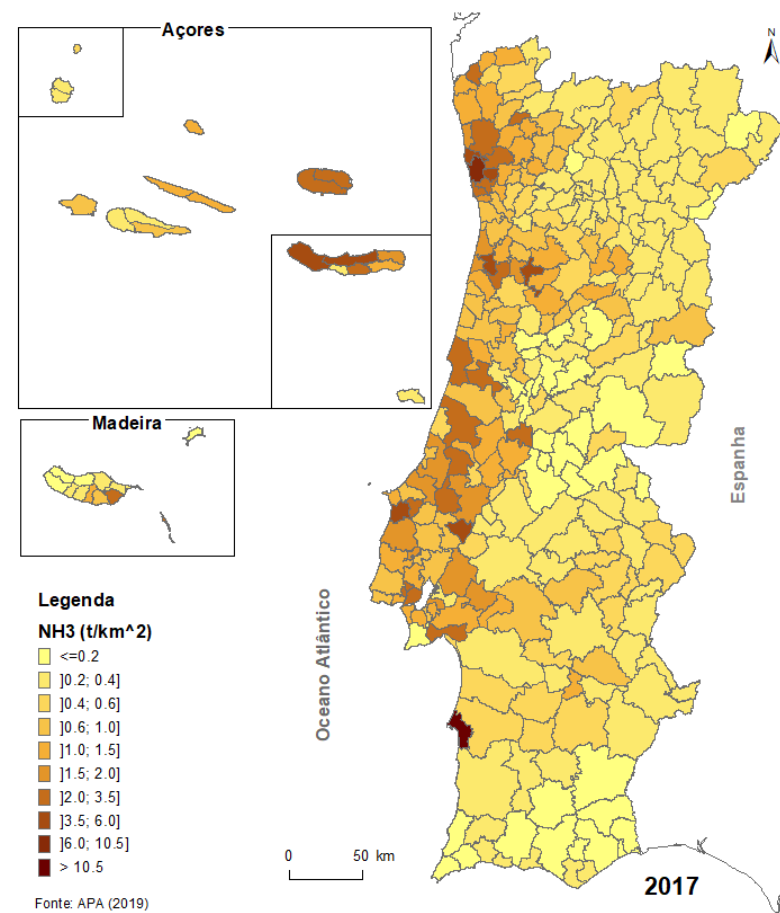 Açores
N
Madeira
Espanha
Oceano Atlântico
Legenda
NH3 (t/km^2)
<=0.2
]0.2; 0.4]
]0.4; 0.6]
]0.6; 1.0]
]1.0; 1.5]
]1.5; 2.0]
]2.0; 3.5]
]3.5; 6.0]
]6.0; 10.5]
> 10.5
0 50 km
2017
Fonte: APA (2019)